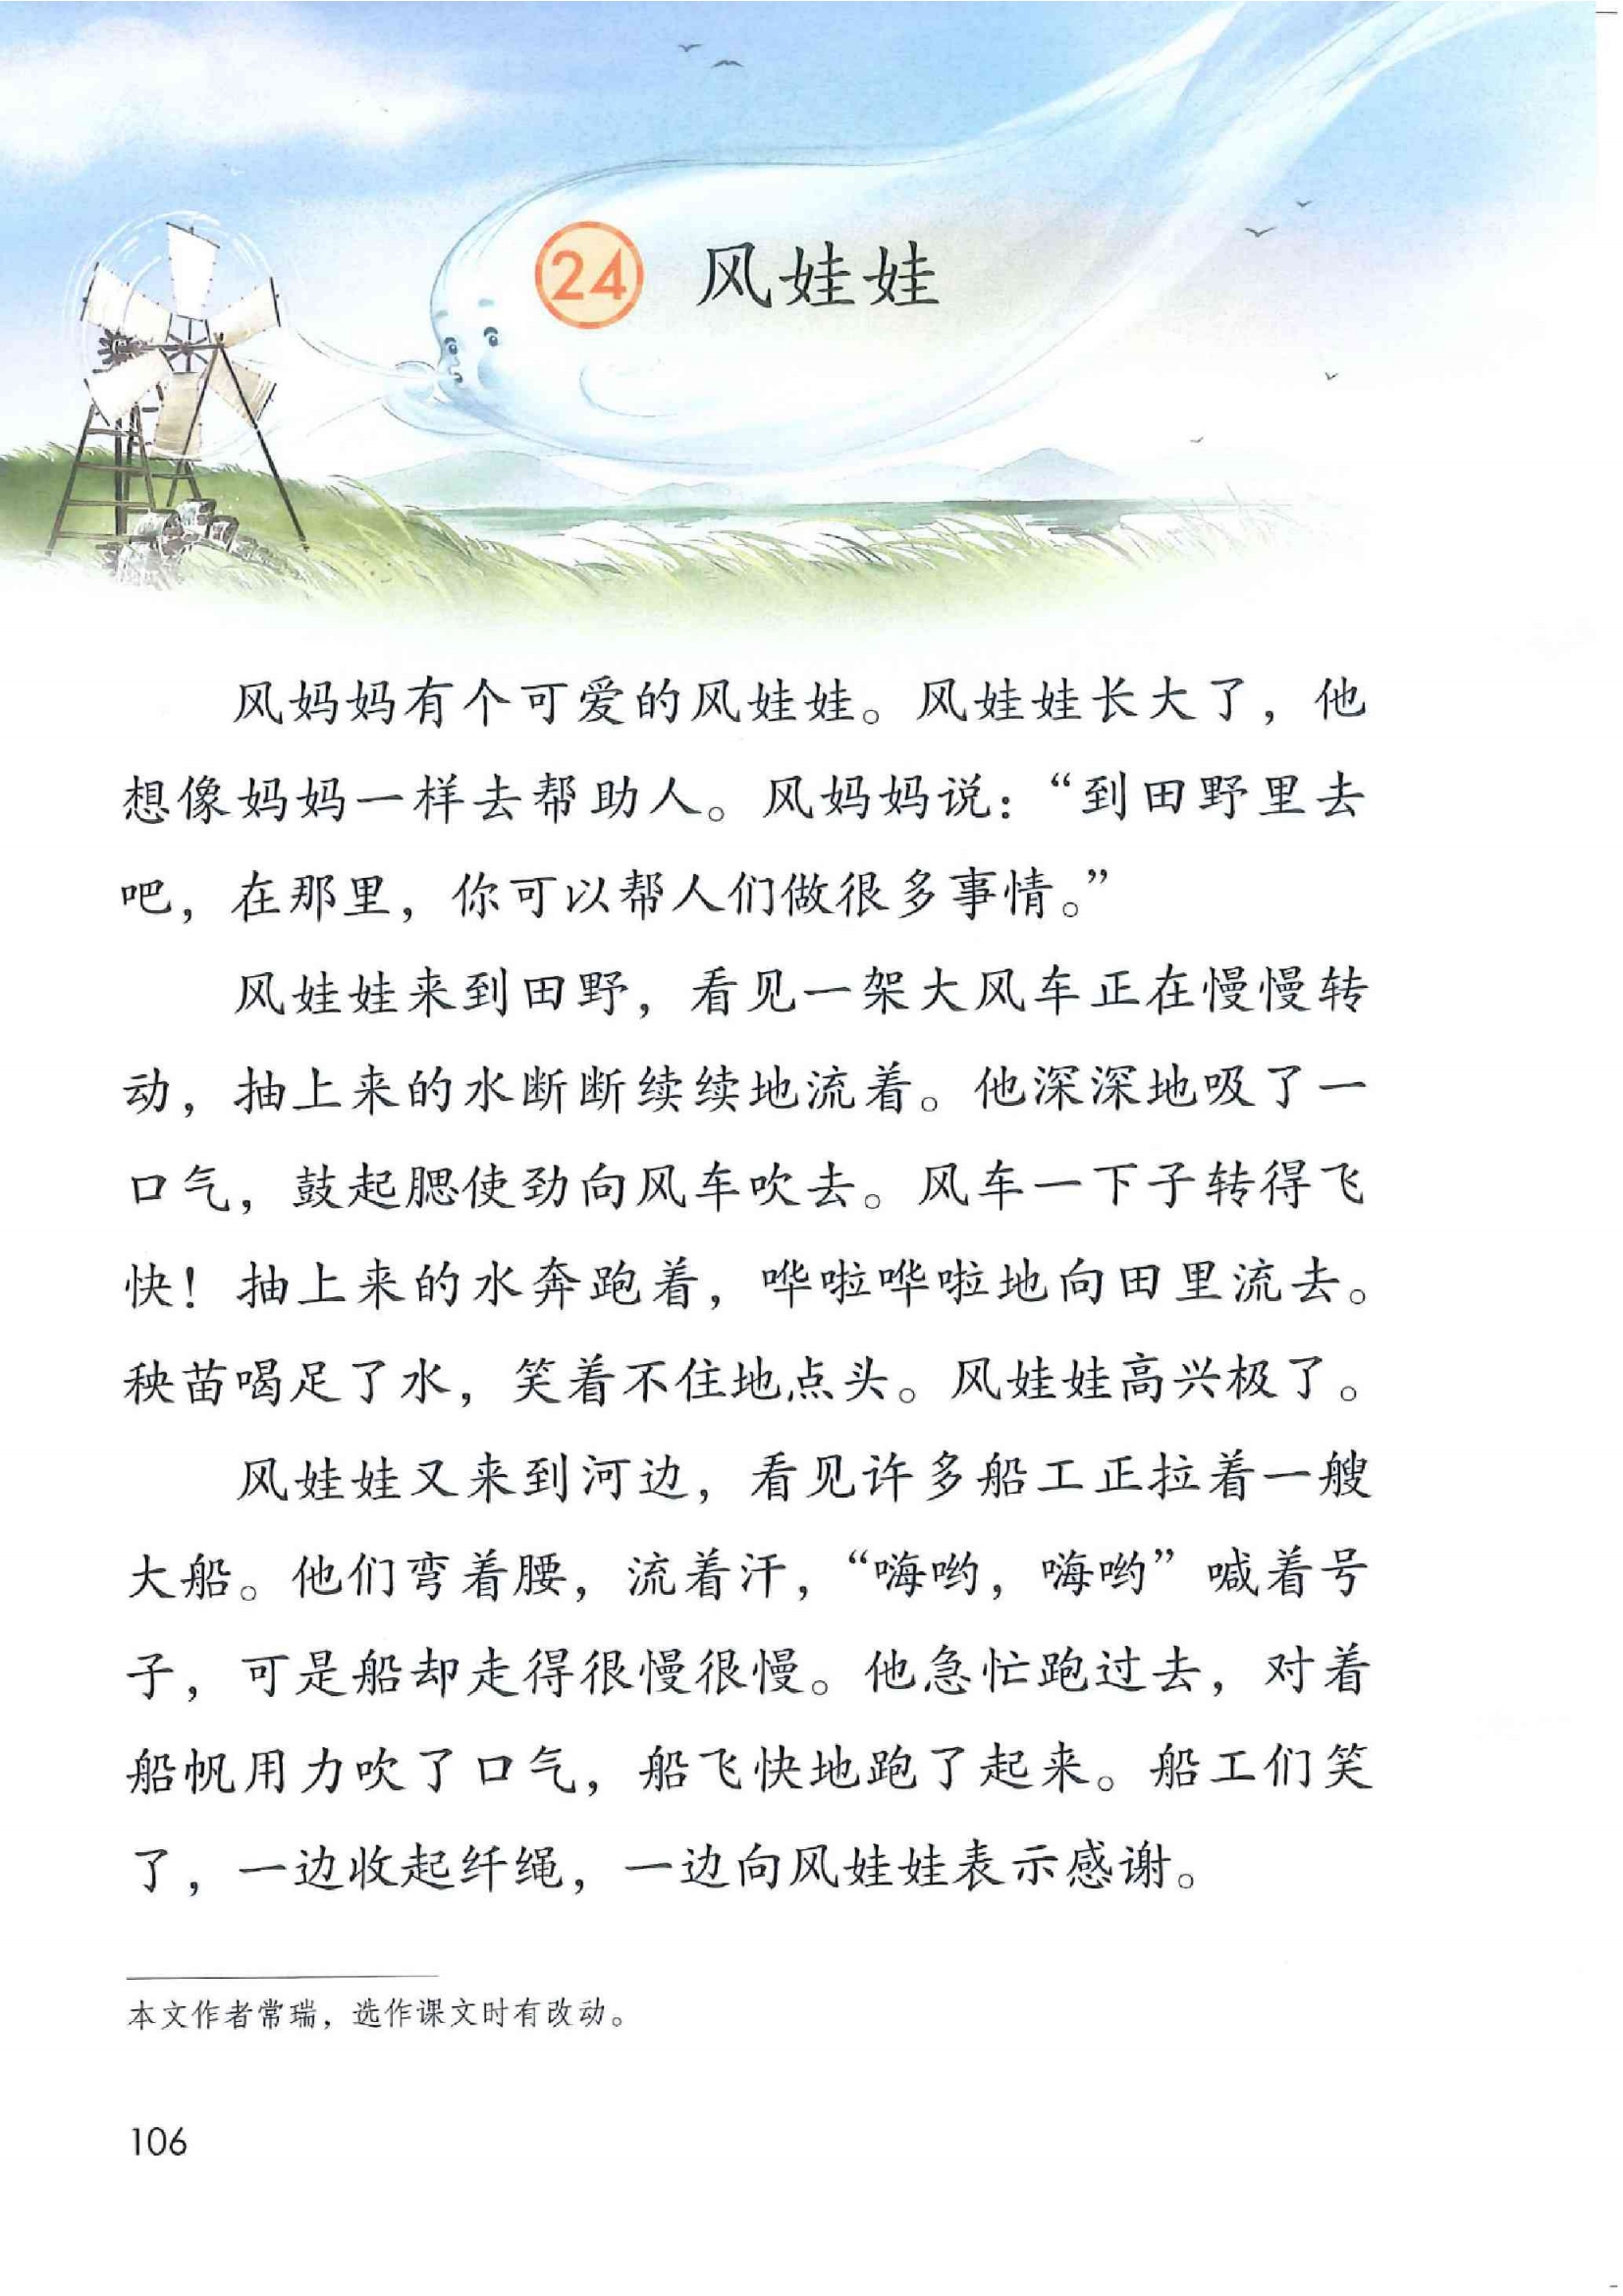 24 风娃娃
风妈妈有个可爱的风娃娃。风娃娃长大了，他
想像妈妈一样去帮助人。风妈妈说：“到田野里去
吧，在那里，你可以帮人们做很多事情。”
风娃娃来到田野，看见一架大风车正在慢慢转
动，抽上来的水断断续续地流着。他深深地吸了一
口气，鼓起腮使劲向风车吹去。风车一下子转得飞
快！抽上来的水奔跑着，哗啦哗啦地向田里流去。
秧苗喝足了水，笑着不住地点头。风娃娃高兴极了。
风娃娃又来到河边，看见许多船工正拉着一艘
大船。他们弯着腰，流着汗，“嗨哟，嗨哟”喊着号
子，可是船却走得很慢很慢。他急忙跑过去，对着
船帆用力吹了口气，船飞快地跑了起来。船工们笑
了，一边收起纤绳，一边向风娃娃表示感谢。
本文作者常瑞，选作课文时有改动。
106